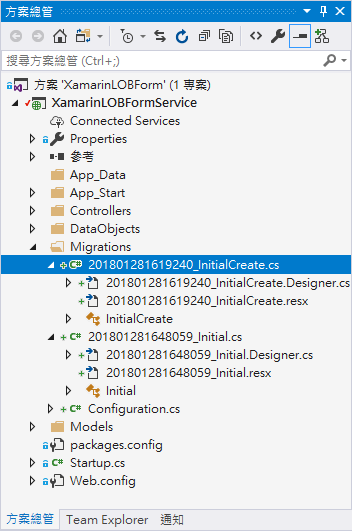 方案總管
搜尋方案總管 (Ctrl+;)
方案 'XamarinLOBForm' (1 專案)
XamarinLOBFormService
Connected Services
Properties
參考
App_Data
App_Start
Controllers
DataObjects
Migrations
201801281619240_InitialCreate.cs
201801281619240_InitialCreate.Designer.cs
201801281619240_InitialCreate.resx
InitialCreate
201801281648059_Initial.cs
201801281648059_Initial.Designer.cs
201801281648059_Initial.resx
Initial
Configuration.cs
Models
packages.config
Startup.cs
Web.config
方案總管 Team Explorer 通知